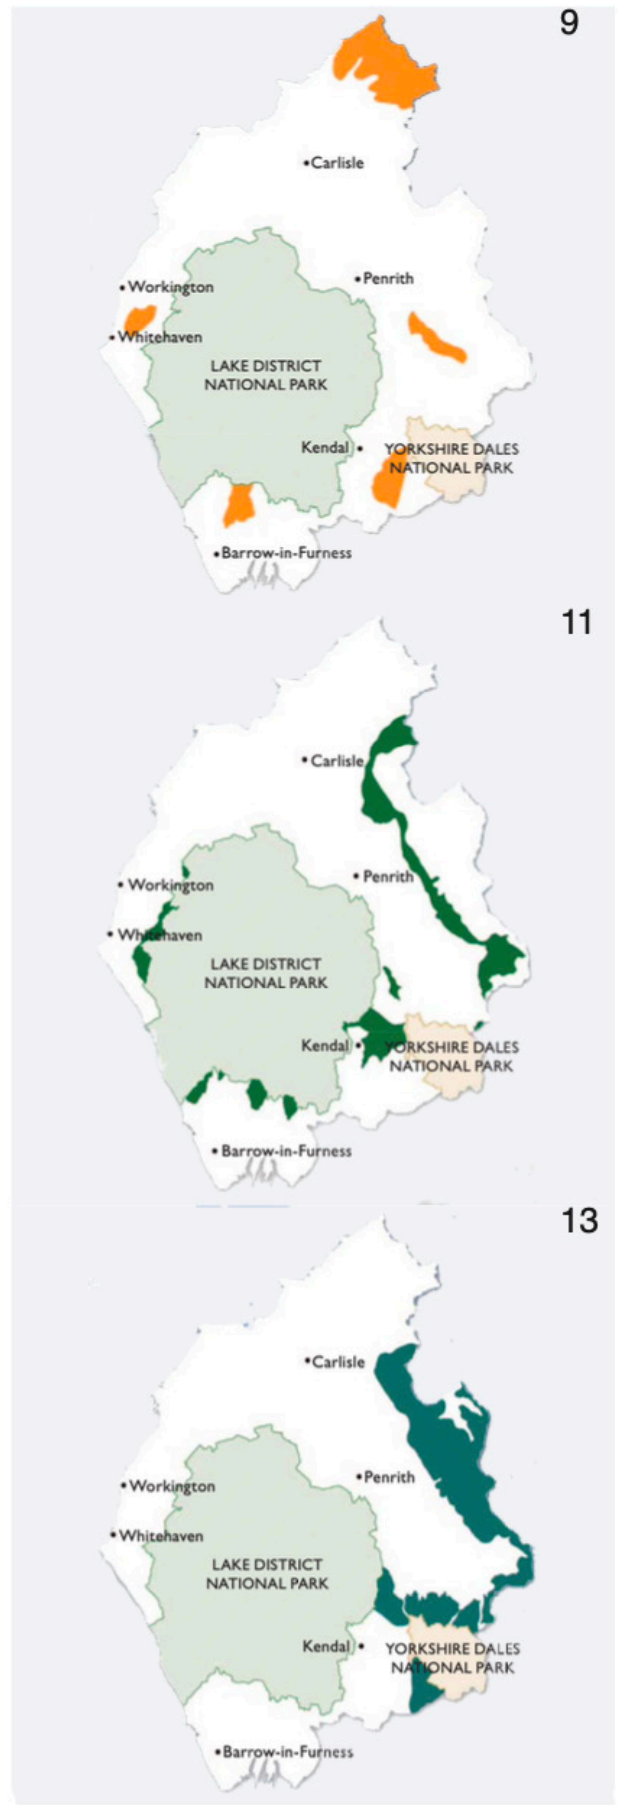 9
Carlisle
Workington
Penrith
Whitehaven
LAKE DISTRICT
NATIONAL PARK
Kendal
YORKSHIRE DALES
NATIONAL PARK
Barrow-in-Furness
11
Carlisle
Penrith
Workington
Whitehaven
LAKE DISTRICT
NATIONAL PARK
Kendal
YORKSHIRE DALES
NATIONAL PARK
Barrow-in-Furness
13
Carlisle
Penrith
Workington
Whitehaven
LAKE DISTRICT
NATIONAL PARK
Kendal
YORKSHIRE DALES
NATIONAL PARK
Barrow-in-Furness